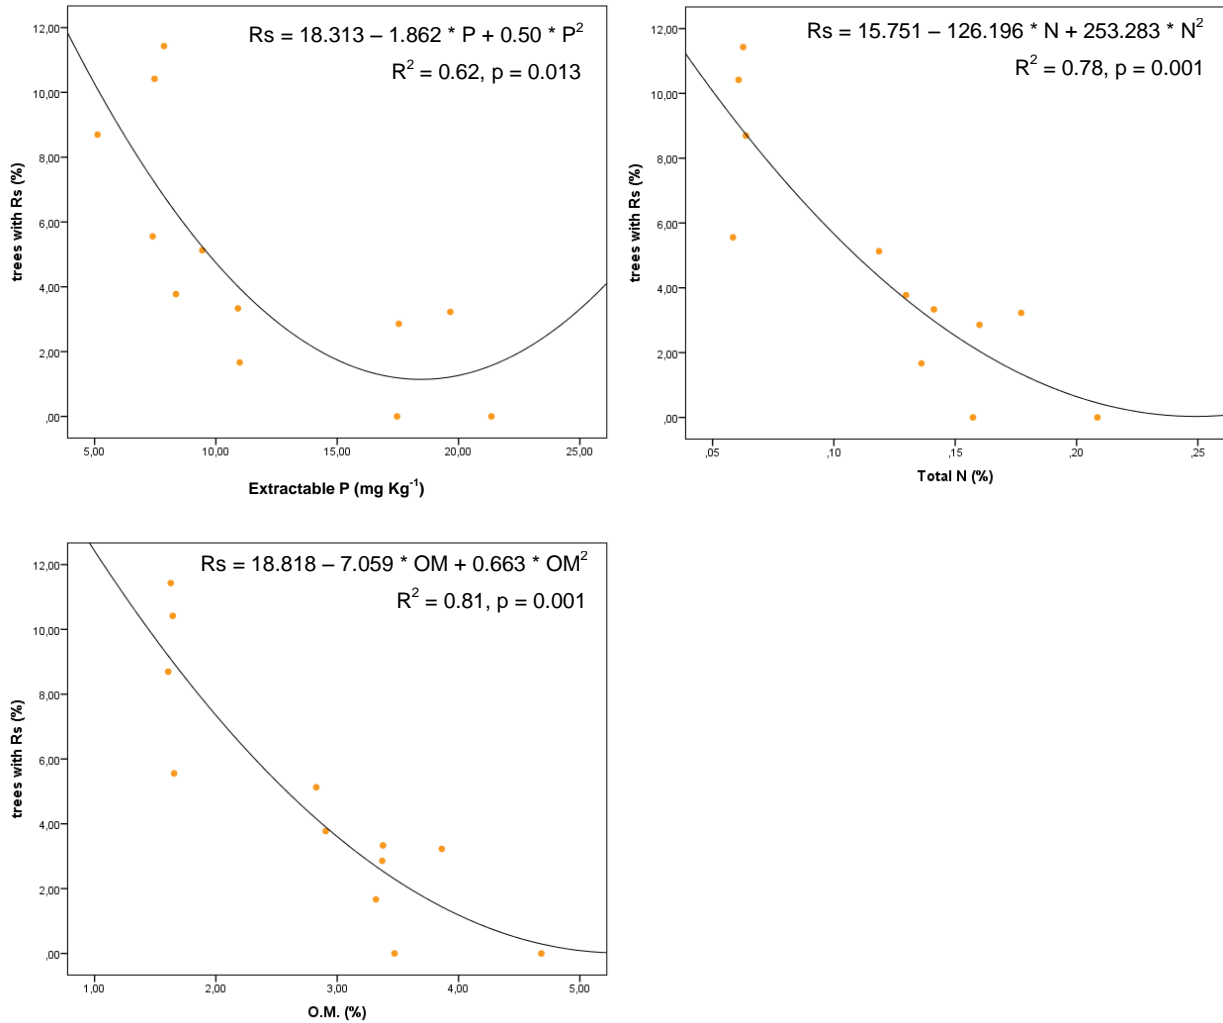 Rs = 18.313 – 1.862 * P + 0.50 * P²
R² = 0.62, p = 0.013
12,00
10,00
8,00
6,00
4,00
2,00
,00
trees with Rs (%)
5,00 10,00 15,00 20,00 25,00
Extractable P (mg Kg⁻¹)
Rs = 15.751 – 126.196 * N + 253.283 * N²
R² = 0.78, p = 0.001
12,00
10,00
8,00
6,00
4,00
2,00
,00
trees with Rs (%)
,05 ,10 ,15 ,20 ,25
Total N (%)
Rs = 18.818 – 7.059 * OM + 0.663 * OM²
R² = 0.81, p = 0.001
12,00
10,00
8,00
6,00
4,00
2,00
,00
trees with Rs (%)
1,00 2,00 3,00 4,00 5,00
O.M. (%)